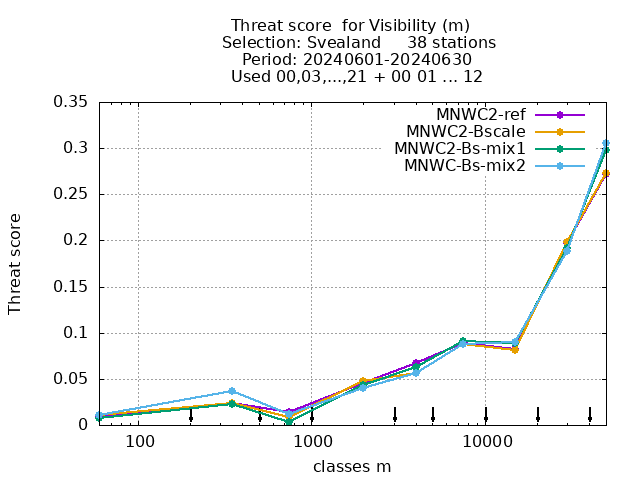 Threat score  for Visibility (m)
Selection: Svealand     38 stations
Period: 20240601-20240630
Used 00,03,...,21 + 00 01 ... 12
0.35
0.3
0.25
0.2
0.15
0.1
0.05
0
Threat score
MNWC2-ref
MNWC2-Bscale
MNWC2-Bs-mix1
MNWC-Bs-mix2
100
1000
10000
classes m